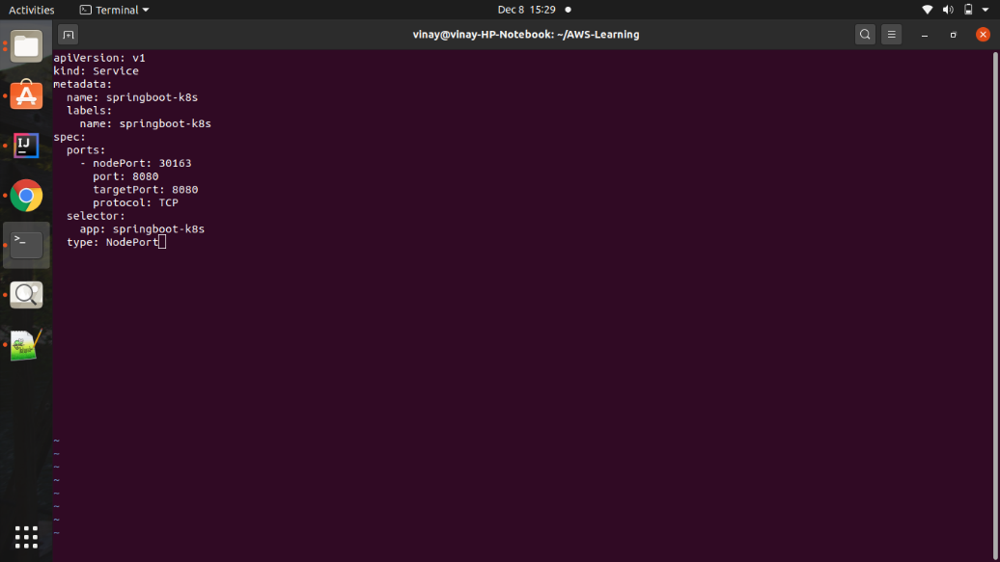 Activities Terminal Dec 8 15:29
vinay@vinay-HP-Notebook: ~/AWS-Learning
apiVersion: v1
kind: Service
metadata:
  name: springboot-k8s
  labels:
    name: springboot-k8s
spec:
  ports:
    - nodePort: 30163
      port: 8080
      targetPort: 8080
      protocol: TCP
  selector:
    app: springboot-k8s
  type: NodePort
~
~
~
~
~
~
~
~